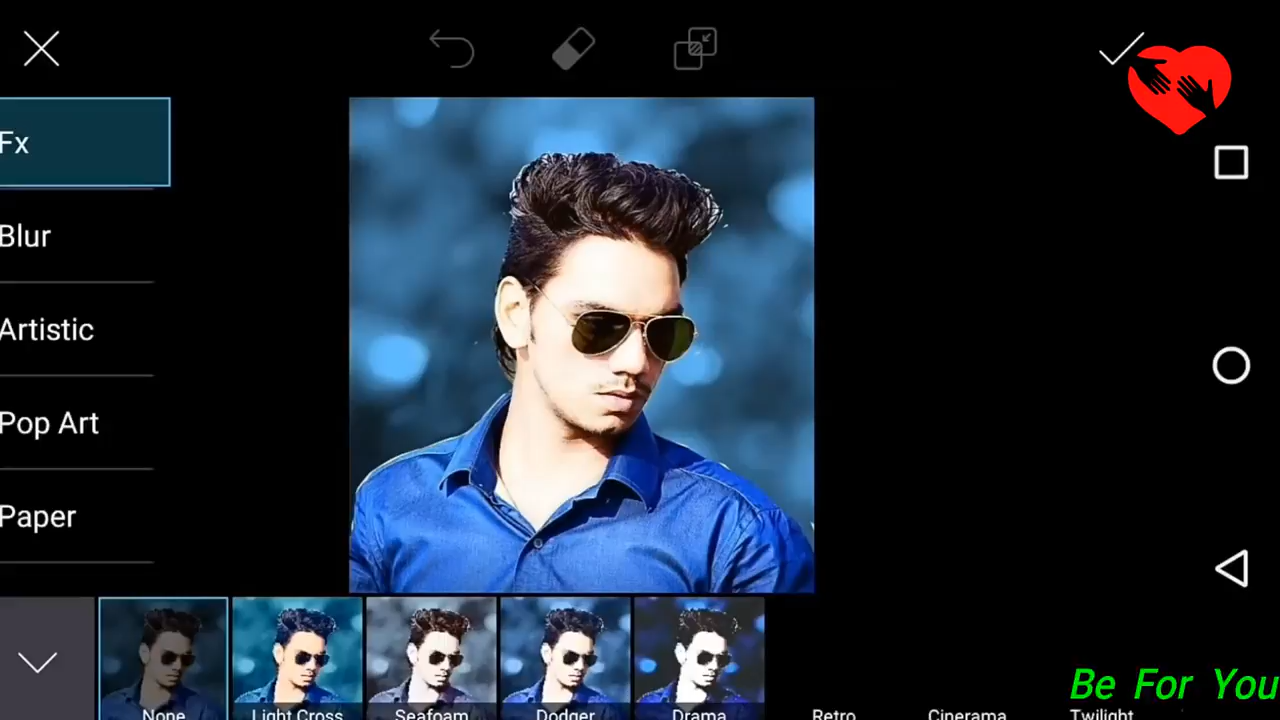 Fx
Blur
Artistic
Pop Art
Paper
None
Light Cross
Seafoam
Dodger
Drama
Retro
Cinerama
Twilight
Be For You